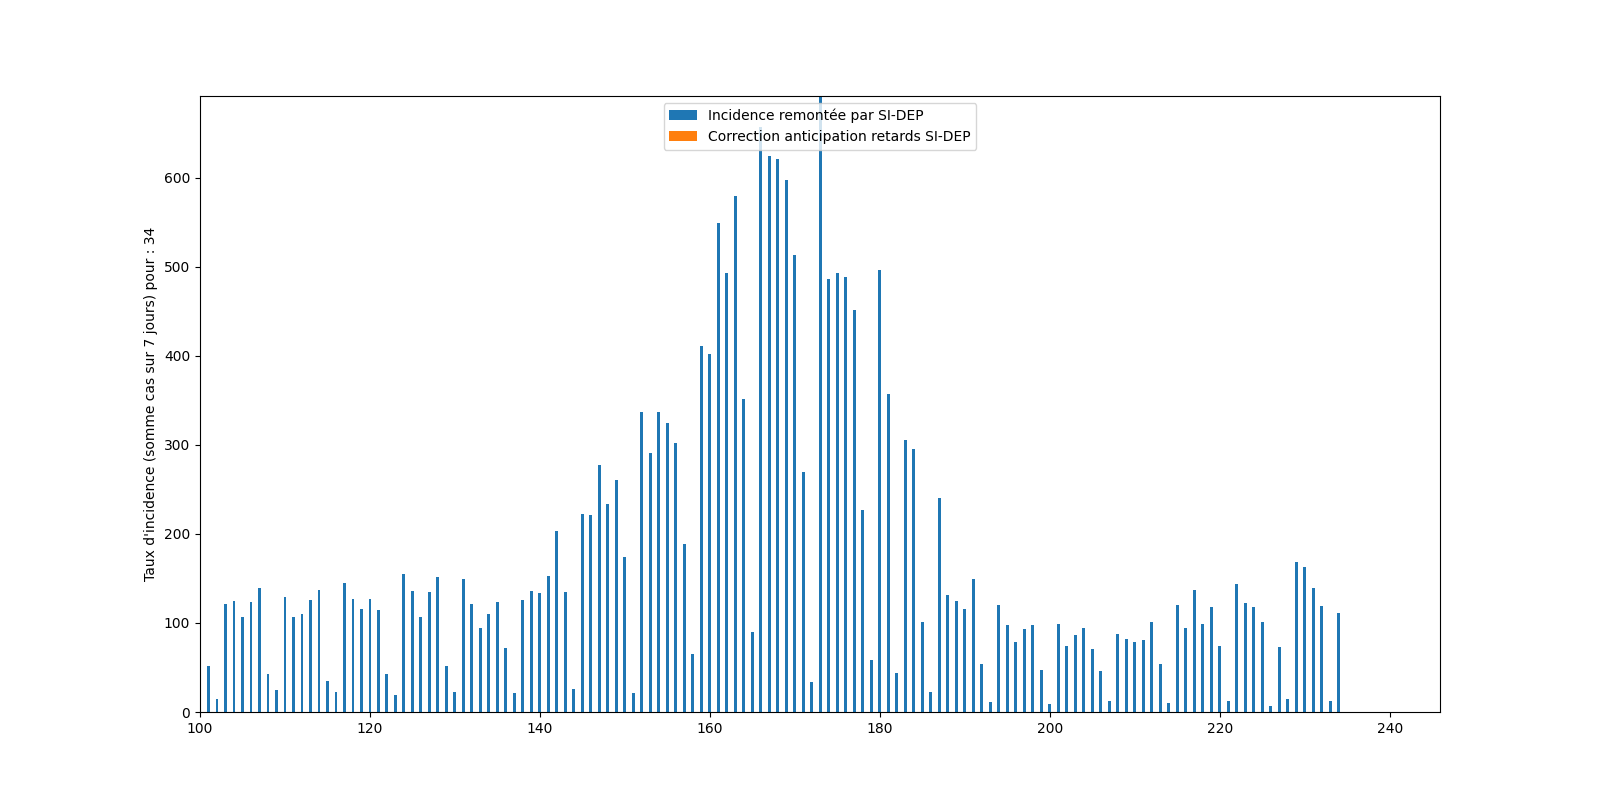 Incidence remontée par SI-DEP
Correction anticipation retards SI-DEP
Taux d'incidence (somme cas sur 7 jours) pour : 34
600
500
400
300
200
100
0
100 120 140 160 180 200 220 240